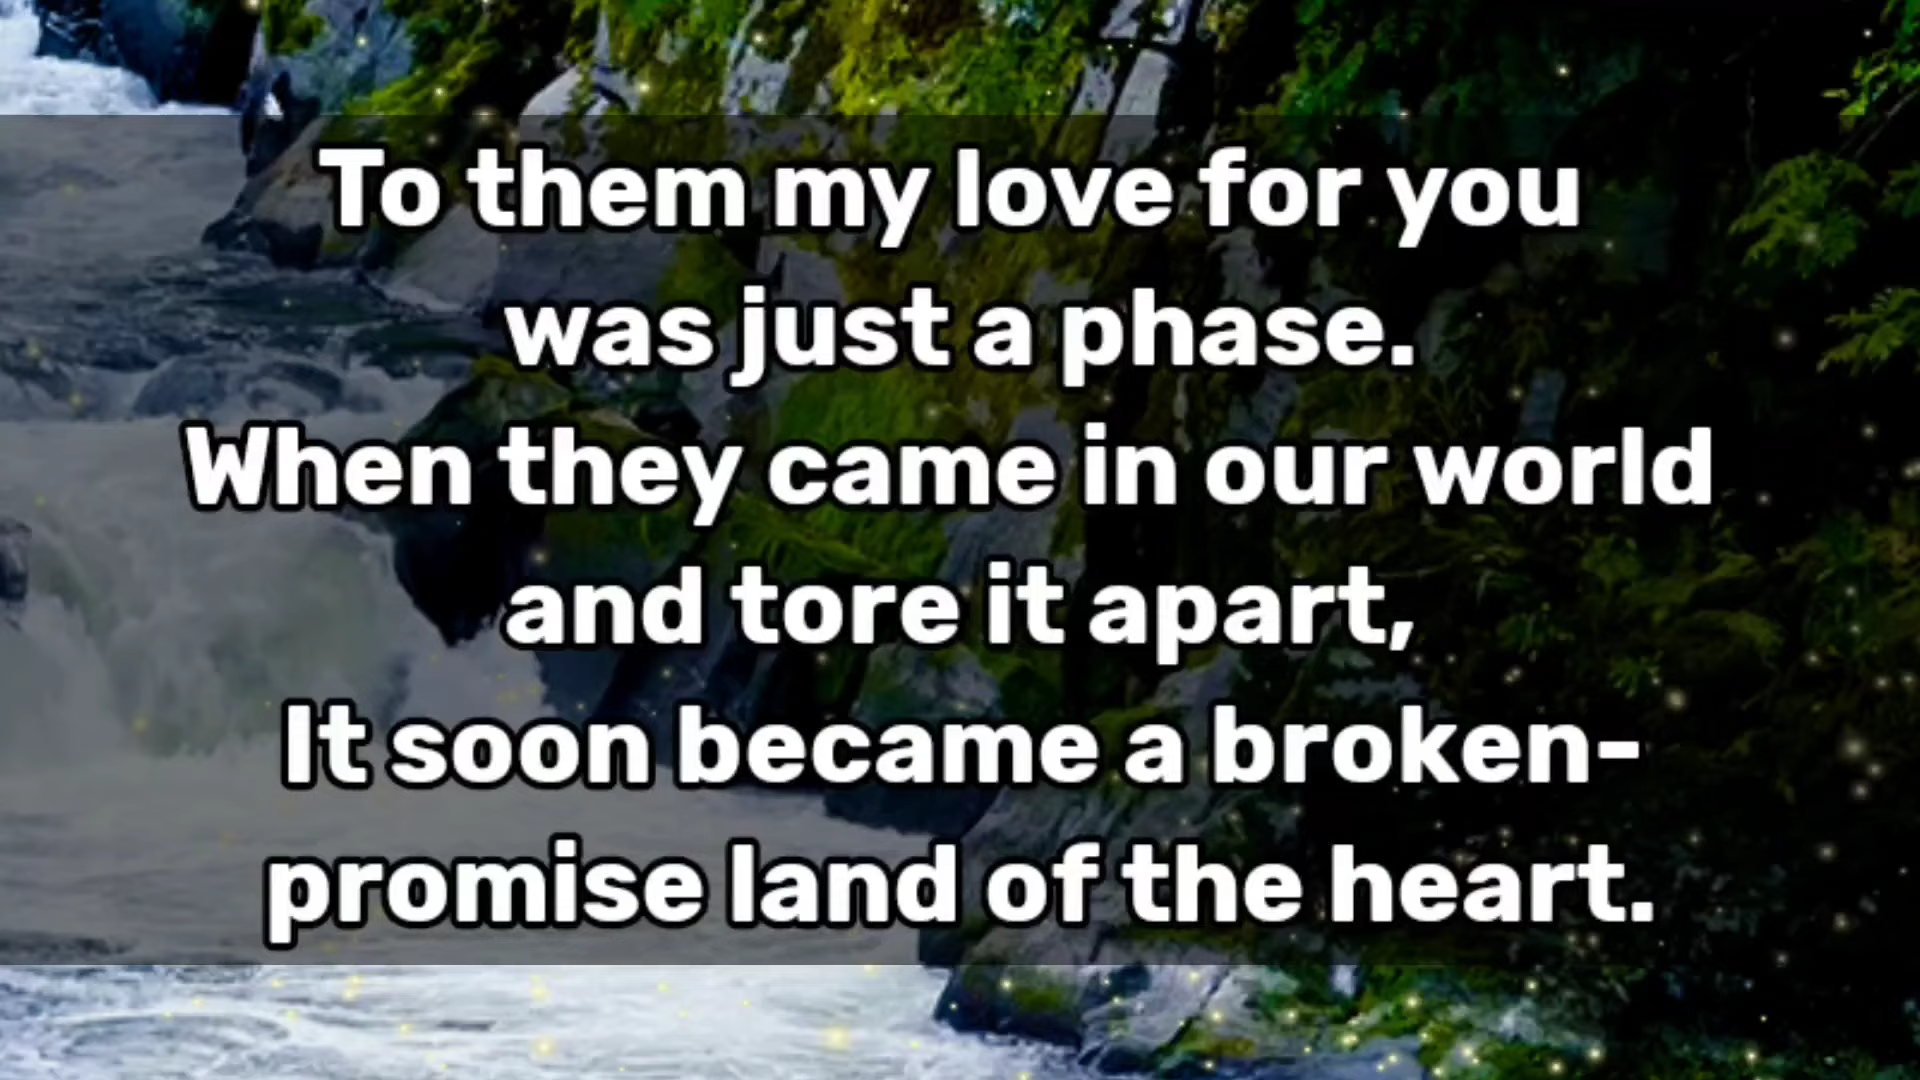 To them my love for you
was just a phase.
When they came in our world
and tore it apart,
It soon became a broken-
promise land of the heart.